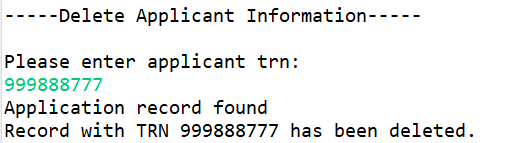 -----Delete Applicant Information-----
Please enter applicant trn:
999888777
Application record found
Record with TRN 999888777 has been deleted.